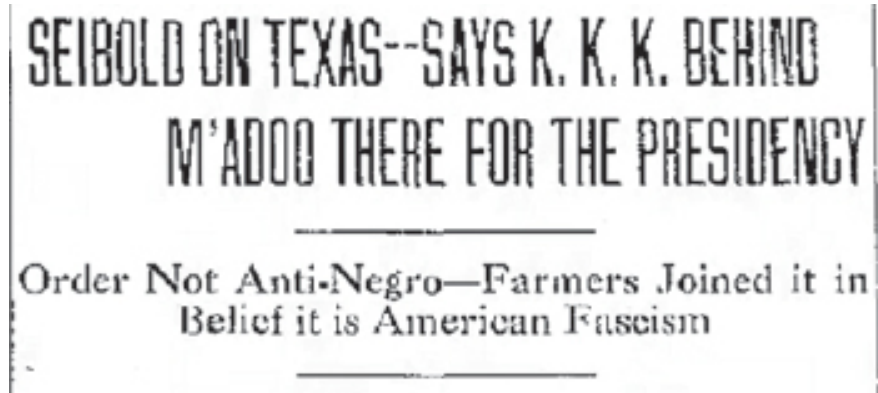 SEIBOLD ON TEXAS--SAYS K. K. K. BEHIND
M'ADOO THERE FOR THE PRESIDENCY
Order Not Anti-Negro—Farmers Joined it in
Belief it is American Fascism